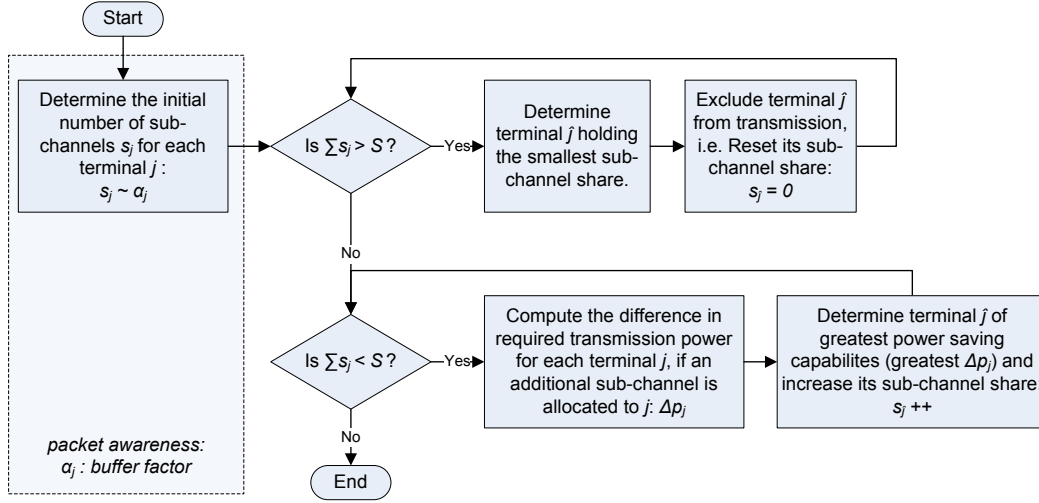 Start
Determine the initial
number of sub-
channels sⱼ for each
terminal j :
sⱼ ~ αⱼ
packet awareness:
αⱼ : buffer factor
Is ∑sⱼ > S ?
Yes
Determine
terminal ĵ holding
the smallest sub-
channel share.
Exclude terminal ĵ
from transmission,
i.e. Reset its sub-
channel share:
s_ĵ = 0
No
Is ∑sⱼ < S ?
Yes
Compute the difference in
required transmission power
for each terminal j, if an
additional sub-channel is
allocated to j: Δpⱼ
Determine terminal ĵ of
greatest power saving
capabilites (greatest Δpⱼ) and
increase its sub-channel share:
s_ĵ ++
No
End